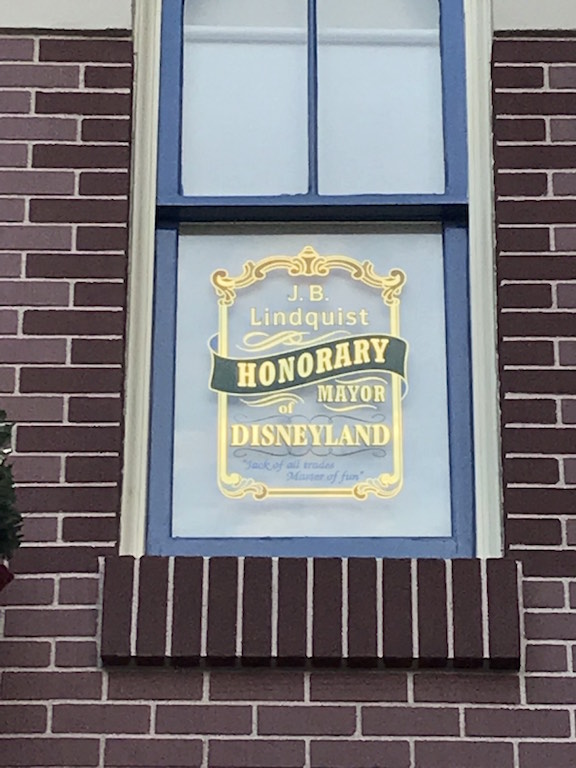 J. B.
Lindquist
HONORARY
MAYOR
of
DISNEYLAND
"Jack of all trades
Master of fun"